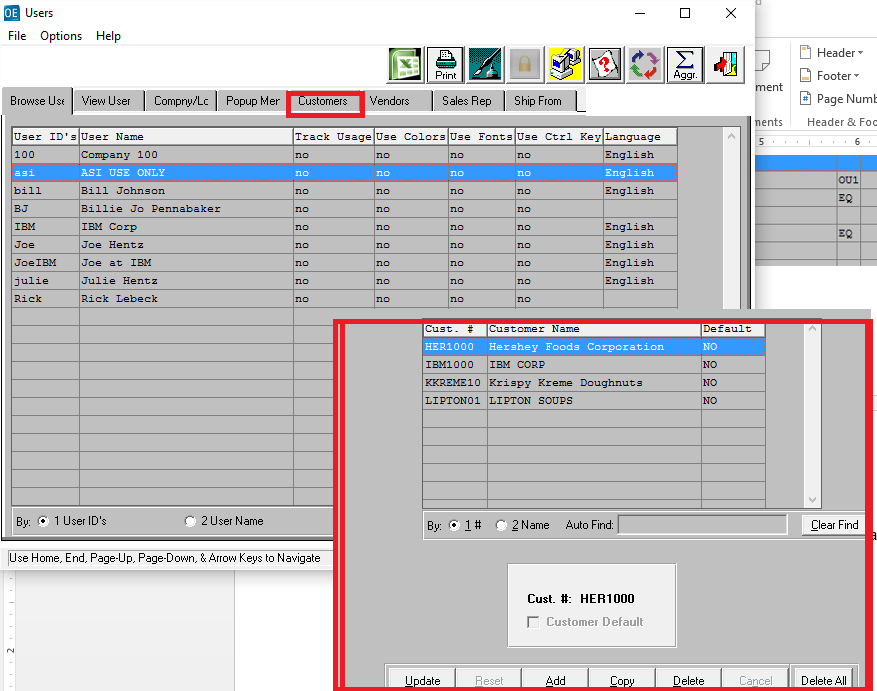 OE Users
File Options Help
Print Aggr.
Browse Use View User Compny/Lc Popup Mer Customers Vendors Sales Rep Ship From
User ID's User Name Track Usage Use Colors Use Fonts Use Ctrl Key Language
100 Company 100 no no no no English
asi ASI USE ONLY no no no no English
bill Bill Johnson no no no no English
BJ Billie Jo Pennabaker no no no no
IBM IBM Corp no no no no English
Joe Joe Hentz no no no no English
JoeIBM Joe at IBM no no no no English
julie Julie Hentz no no no no English
Rick Rick Lebeck no no no no
By: 1 User ID's 2 User Name
Use Home, End, Page-Up, Page-Down, & Arrow Keys to Navigate
Cust. # Customer Name Default
HER1000 Hershey Foods Corporation NO
IBM1000 IBM CORP NO
KKREME10 Krispy Kreme Doughnuts NO
LIPTON01 LIPTON SOUPS NO
By: 1 # 2 Name Auto Find: Clear Find
Cust. #: HER1000
Customer Default
Update Reset Add Copy Delete Cancel Delete All
Header
Footer
Page Numb
ment
ments Header & Foo
5 6
OU1
EQ
EQ
2
a